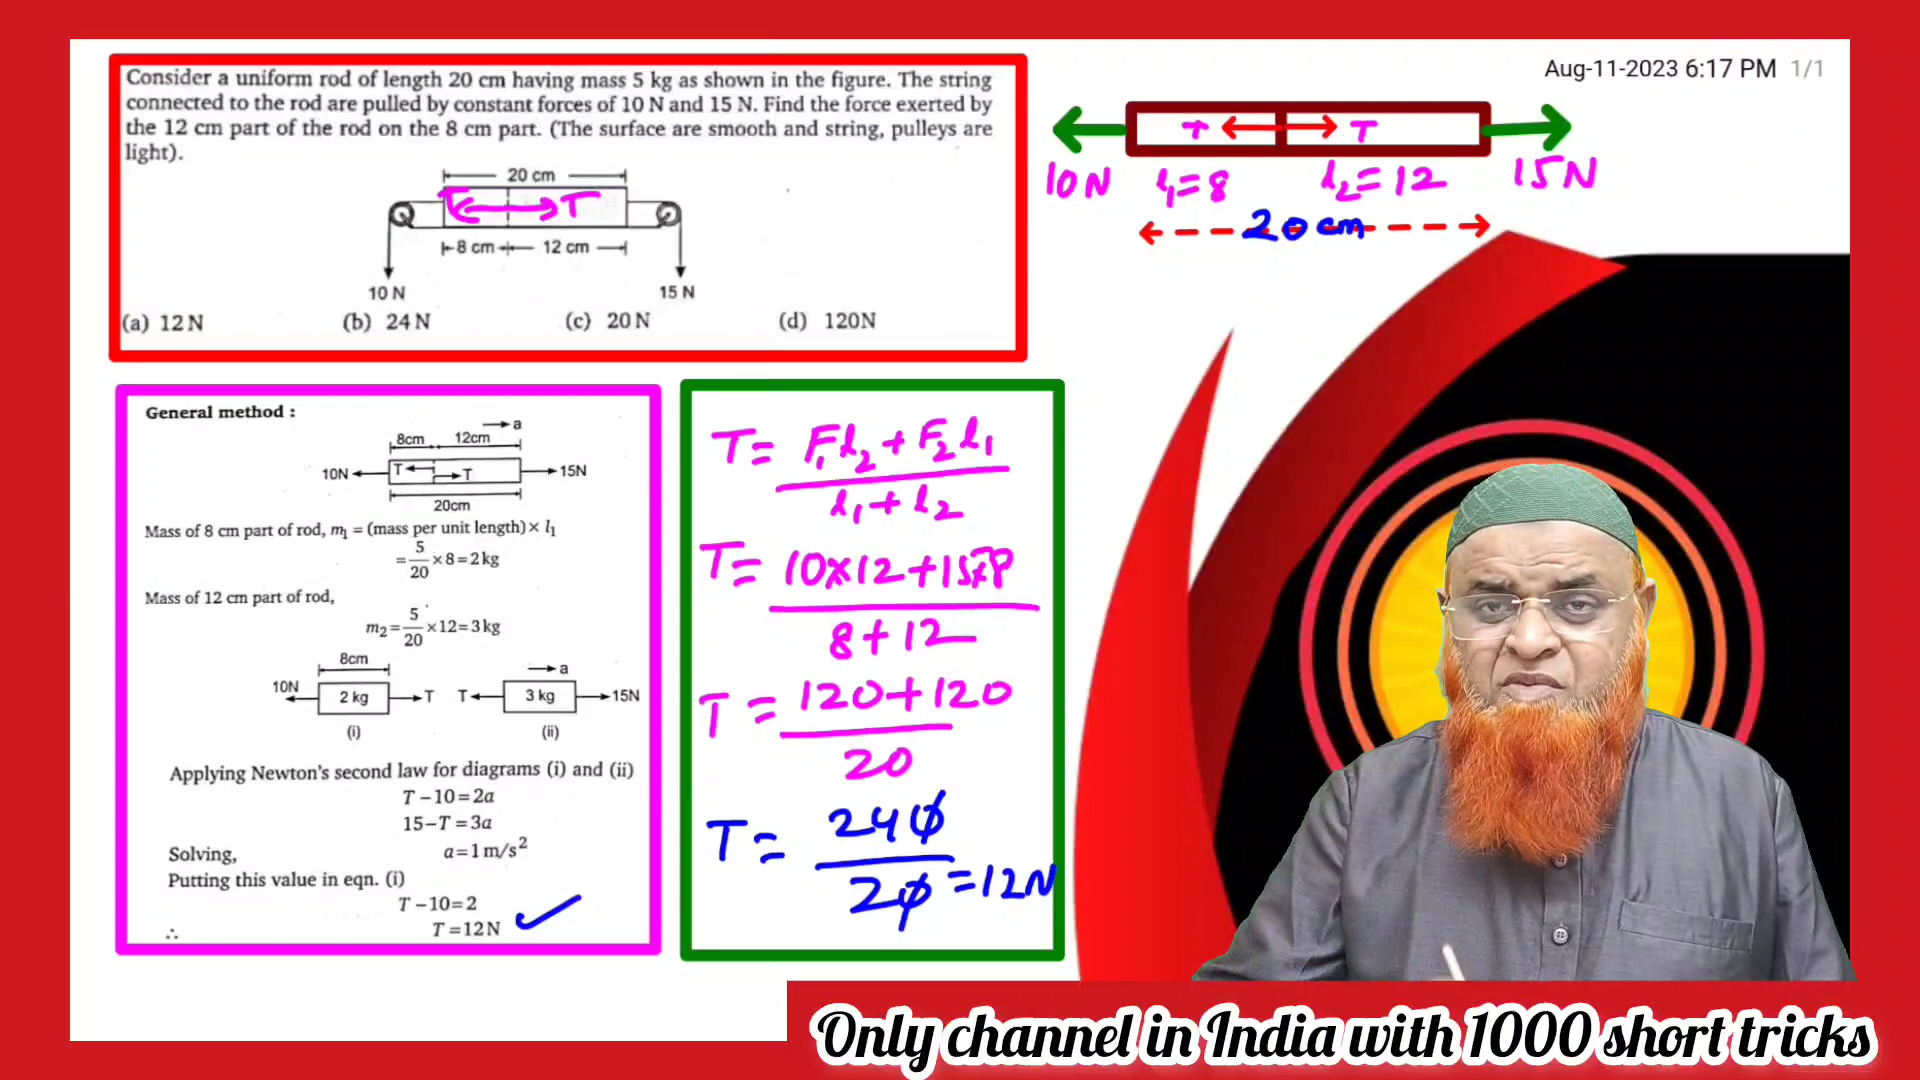 Aug-11-2023 6:17 PM 1/1
Consider a uniform rod of length 20 cm having mass 5 kg as shown in the figure. The string
connected to the rod are pulled by constant forces of 10 N and 15 N. Find the force exerted by
the 12 cm part of the rod on the 8 cm part. (The surface are smooth and string, pulleys are
light).
20 cm
T T
8 cm 12 cm
10 N 15 N
(a) 12 N (b) 24 N (c) 20 N (d) 120N
T T
10N l₁=8 l₂=12 15N
20cm
General method :
a
8cm 12cm
10N T T 15N
20cm
Mass of 8 cm part of rod, m₁ = (mass per unit length) × l₁
= 5/20 ×8=2 kg
Mass of 12 cm part of rod,
m₂= 5/20 ×12=3 kg
8cm a
10N 2 kg T T 3 kg 15N
(i) (ii)
Applying Newton's second law for diagrams (i) and (ii)
T −10=2a
15−T =3a
Solving, a=1 m/s²
Putting this value in eqn. (i)
T −10=2
∴ T =12 N
T= F₁l₂+F₂l₁
l₁+l₂
T= 10×12+15×8
8+12
T= 120+120
20
T= 240
20 =12N
Only channel in India with 1000 short tricks